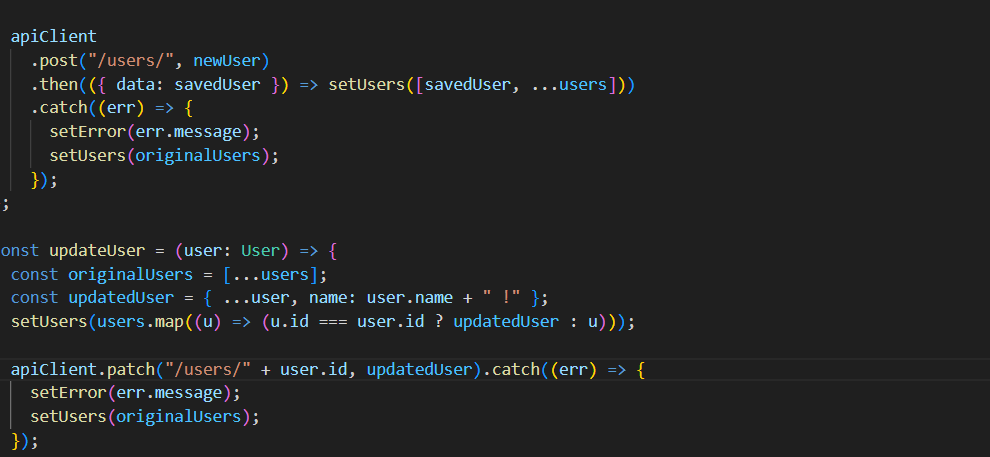 apiClient
.post("/users/", newUser)
.then(({ data: savedUser }) => setUsers([savedUser, ...users]))
.catch((err) => {
setError(err.message);
setUsers(originalUsers);
});
;
onst updateUser = (user: User) => {
const originalUsers = [...users];
const updatedUser = { ...user, name: user.name + " !" };
setUsers(users.map((u) => (u.id === user.id ? updatedUser : u)));
apiClient.patch("/users/" + user.id, updatedUser).catch((err) => {
setError(err.message);
setUsers(originalUsers);
});